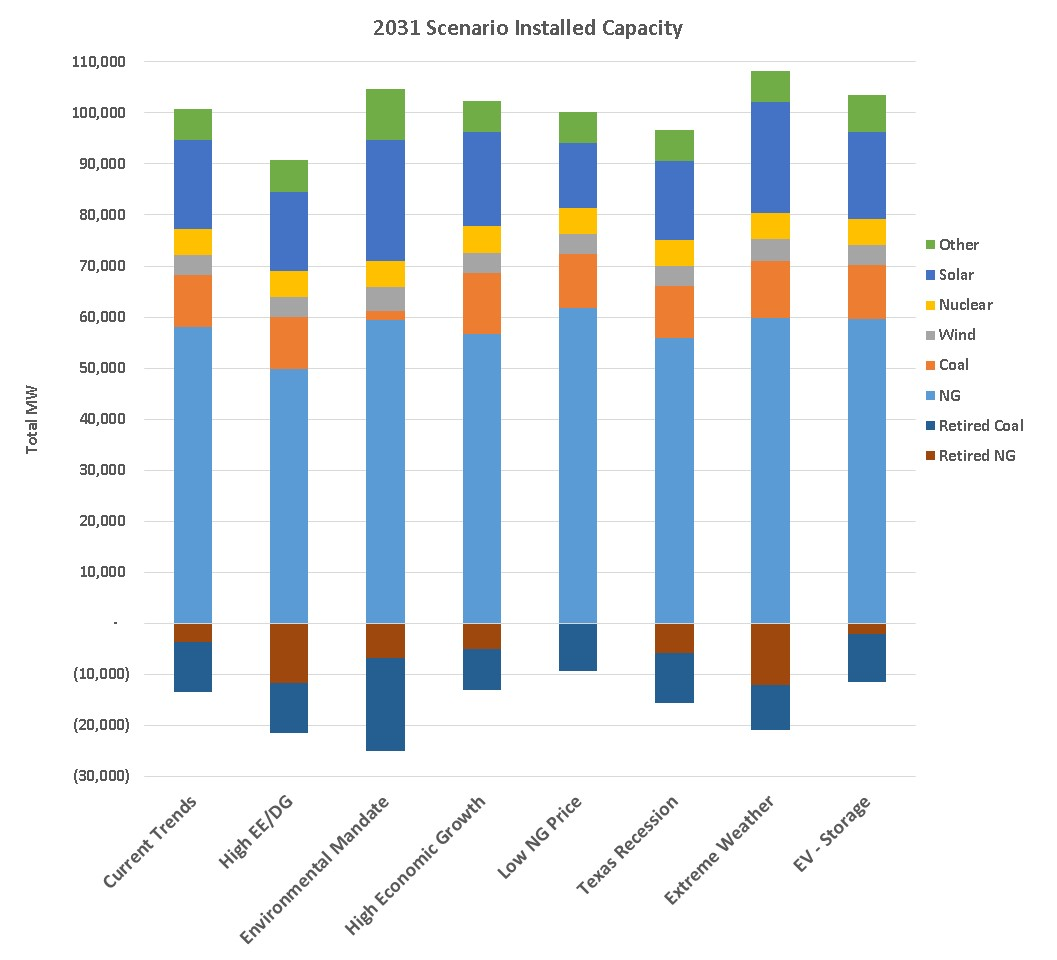 2031 Scenario Installed Capacity
110,000
100,000
90,000
80,000
70,000
60,000
50,000
40,000
30,000
20,000
10,000
-
(10,000)
(20,000)
(30,000)
Total MW
Other
Solar
Nuclear
Wind
Coal
NG
Retired Coal
Retired NG
Current Trends
High EE/DG
Environmental Mandate
High Economic Growth
Low NG Price
Texas Recession
Extreme Weather
EV - Storage